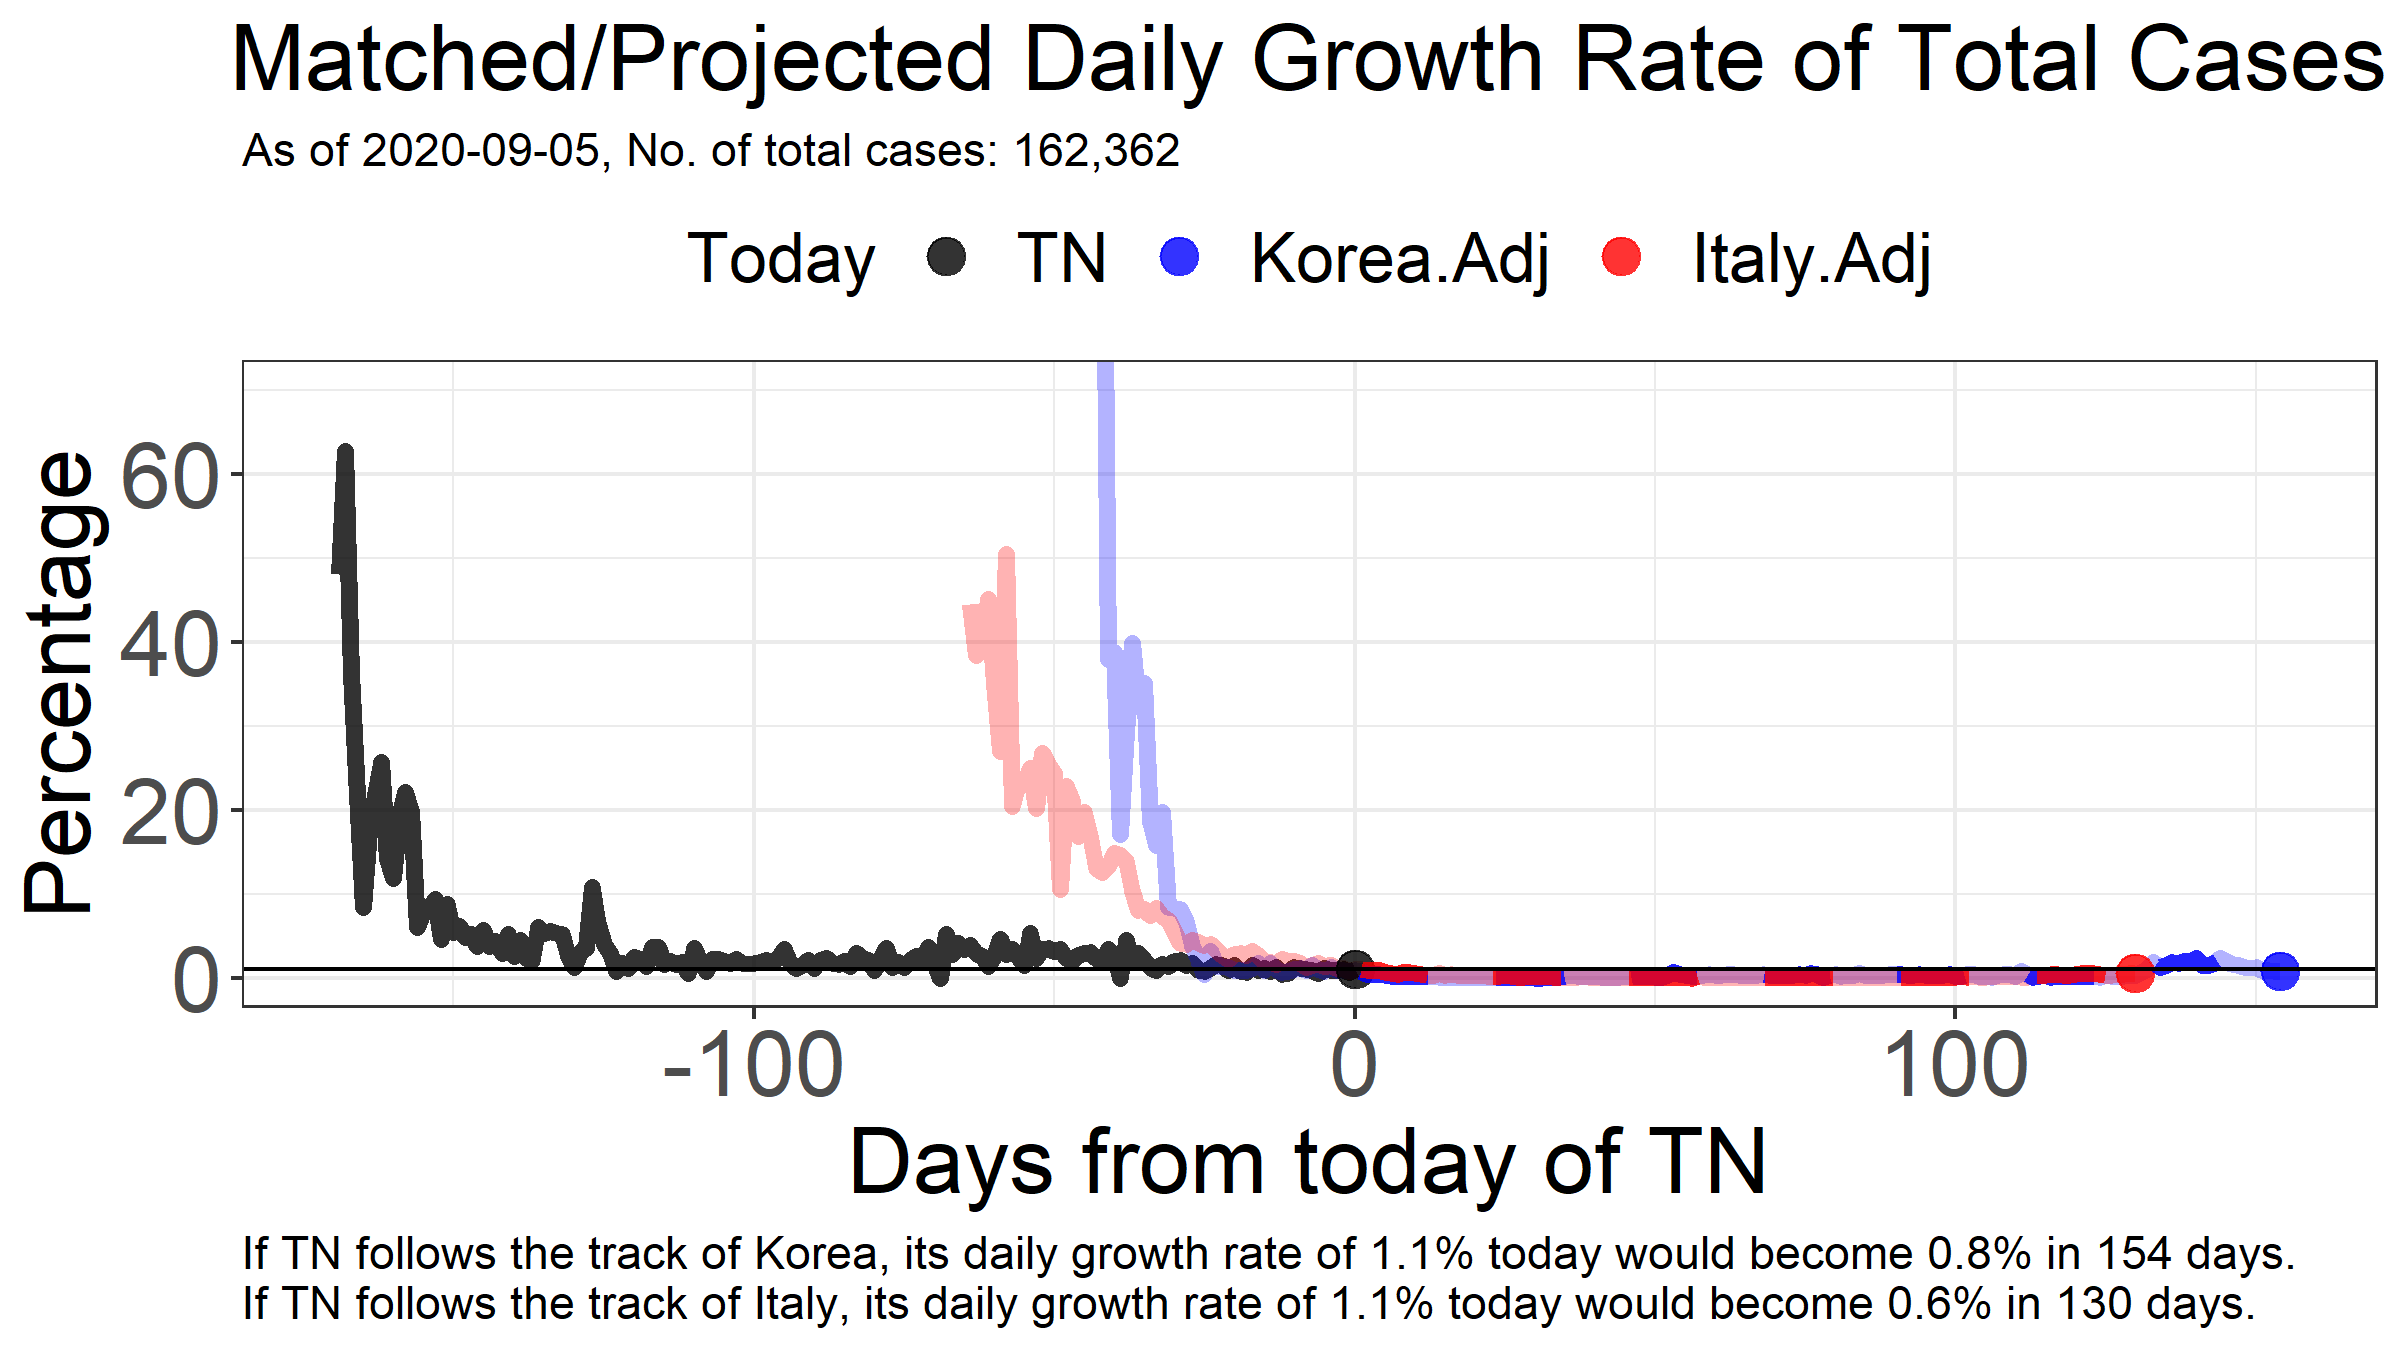 Matched/Projected Daily Growth Rate of Total Cases
As of 2020-09-05, No. of total cases: 162,362
Today TN Korea.Adj Italy.Adj
Percentage
60
40
20
0
-100 0 100
Days from today of TN
If TN follows the track of Korea, its daily growth rate of 1.1% today would become 0.8% in 154 days.
If TN follows the track of Italy, its daily growth rate of 1.1% today would become 0.6% in 130 days.